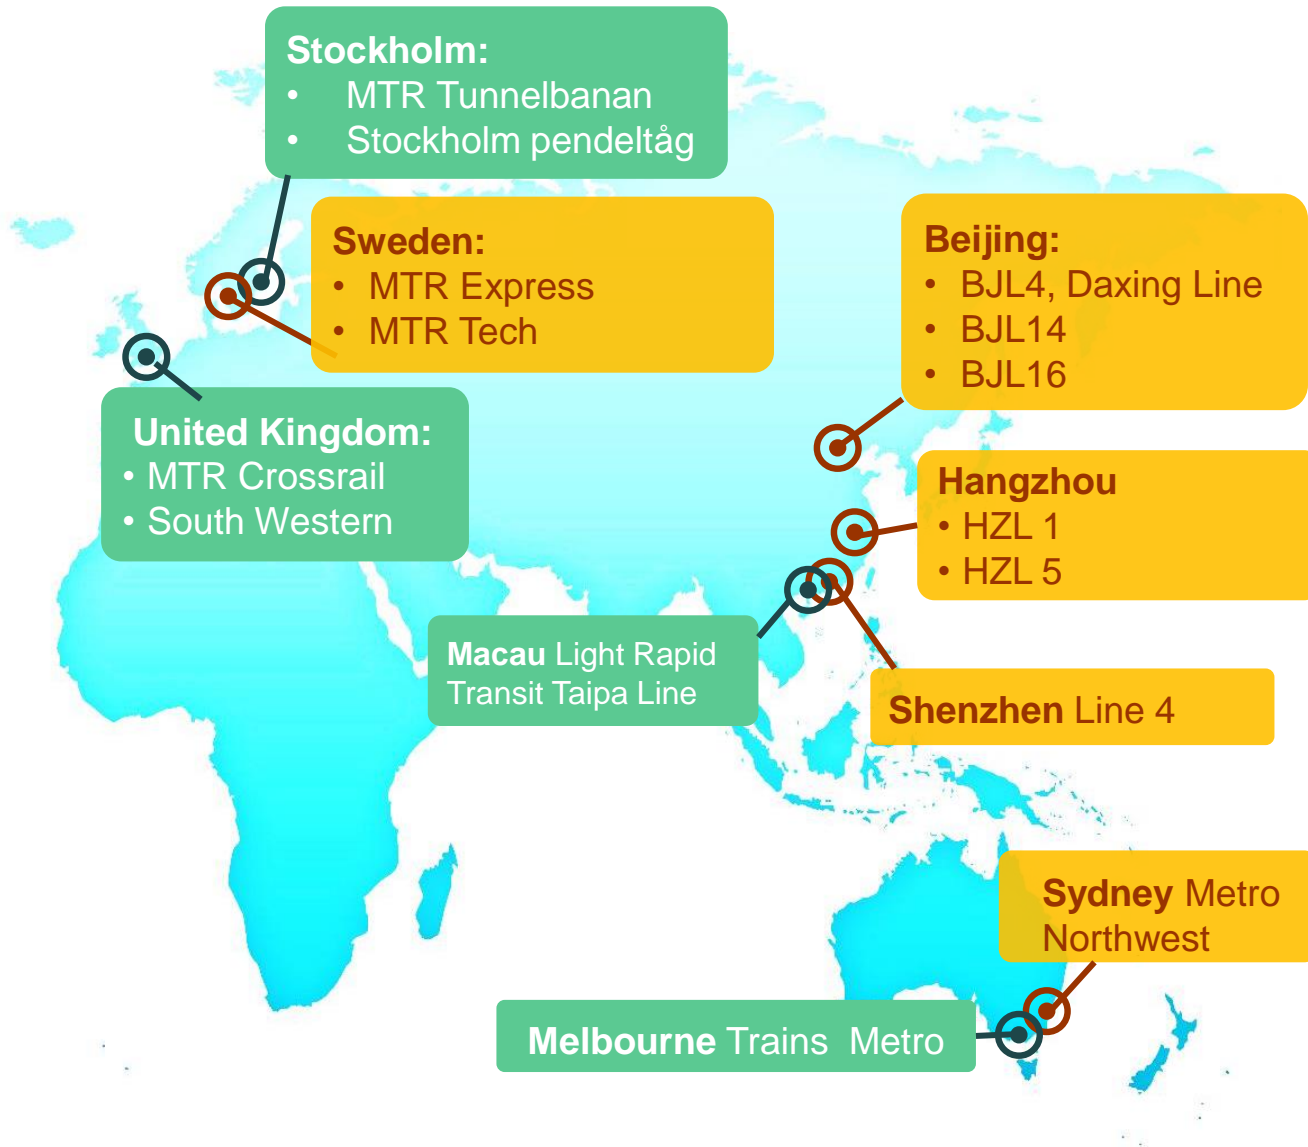 Stockholm:
• MTR Tunnelbanan
• Stockholm pendeltåg
Sweden:
• MTR Express
• MTR Tech
Beijing:
• BJL4, Daxing Line
• BJL14
• BJL16
United Kingdom:
• MTR Crossrail
• South Western
Hangzhou
• HZL 1
• HZL 5
Macau Light Rapid
Transit Taipa Line
Shenzhen Line 4
Sydney Metro
Northwest
Melbourne Trains Metro